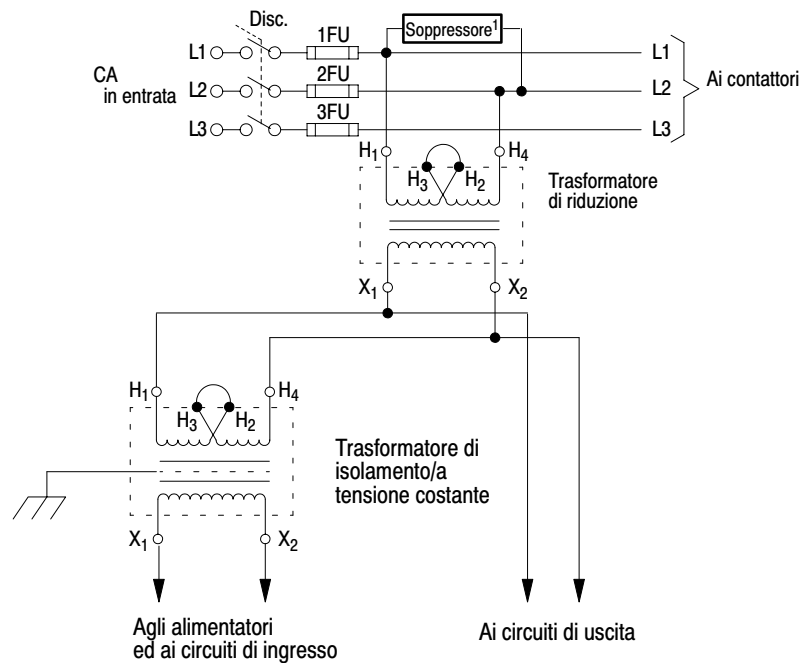 Disc.
1FU
Soppressore¹
L1
L1
CA
in entrata
2FU
L2
L2
Ai contattori
3FU
L3
L3
H1
H4
H3
H2
Trasformatore
di riduzione
X1
X2
H1
H4
H3
H2
Trasformatore di
isolamento/a
tensione costante
X1
X2
Agli alimentatori
ed ai circuiti di ingresso
Ai circuiti di uscita